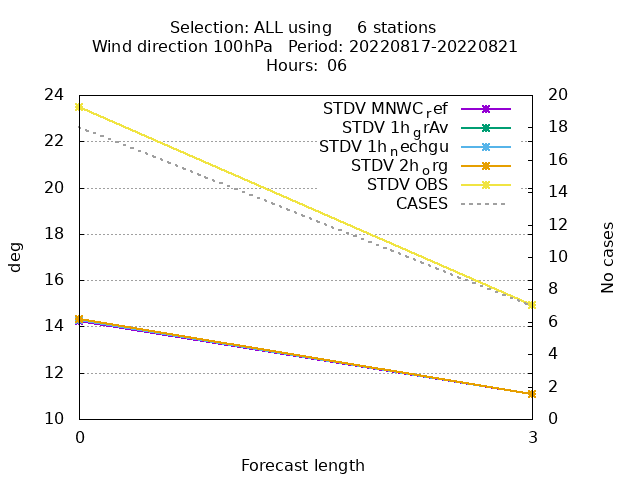 Selection: ALL using     6 stations
Wind direction 100hPa   Period: 20220817-20220821
Hours: 06
24
22
20
18
16
14
12
10
deg
STDV MNWC_ref
STDV 1h_grAv
STDV 1h_nechgu
STDV 2h_org
STDV OBS
CASES
20
18
16
14
12
10
8
6
4
2
0
No cases
0
3
Forecast length